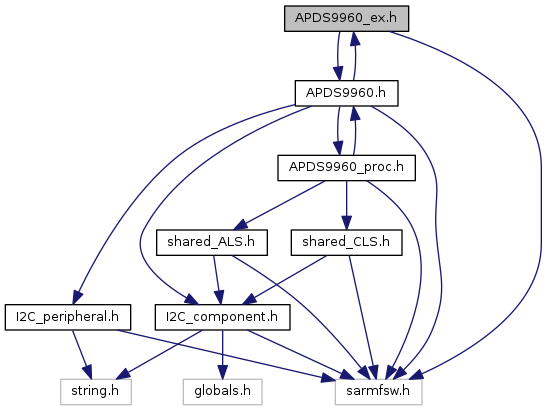 APDS9960_ex.h
APDS9960.h
APDS9960_proc.h
shared_ALS.h
shared_CLS.h
I2C_peripheral.h
I2C_component.h
string.h
globals.h
sarmfsw.h